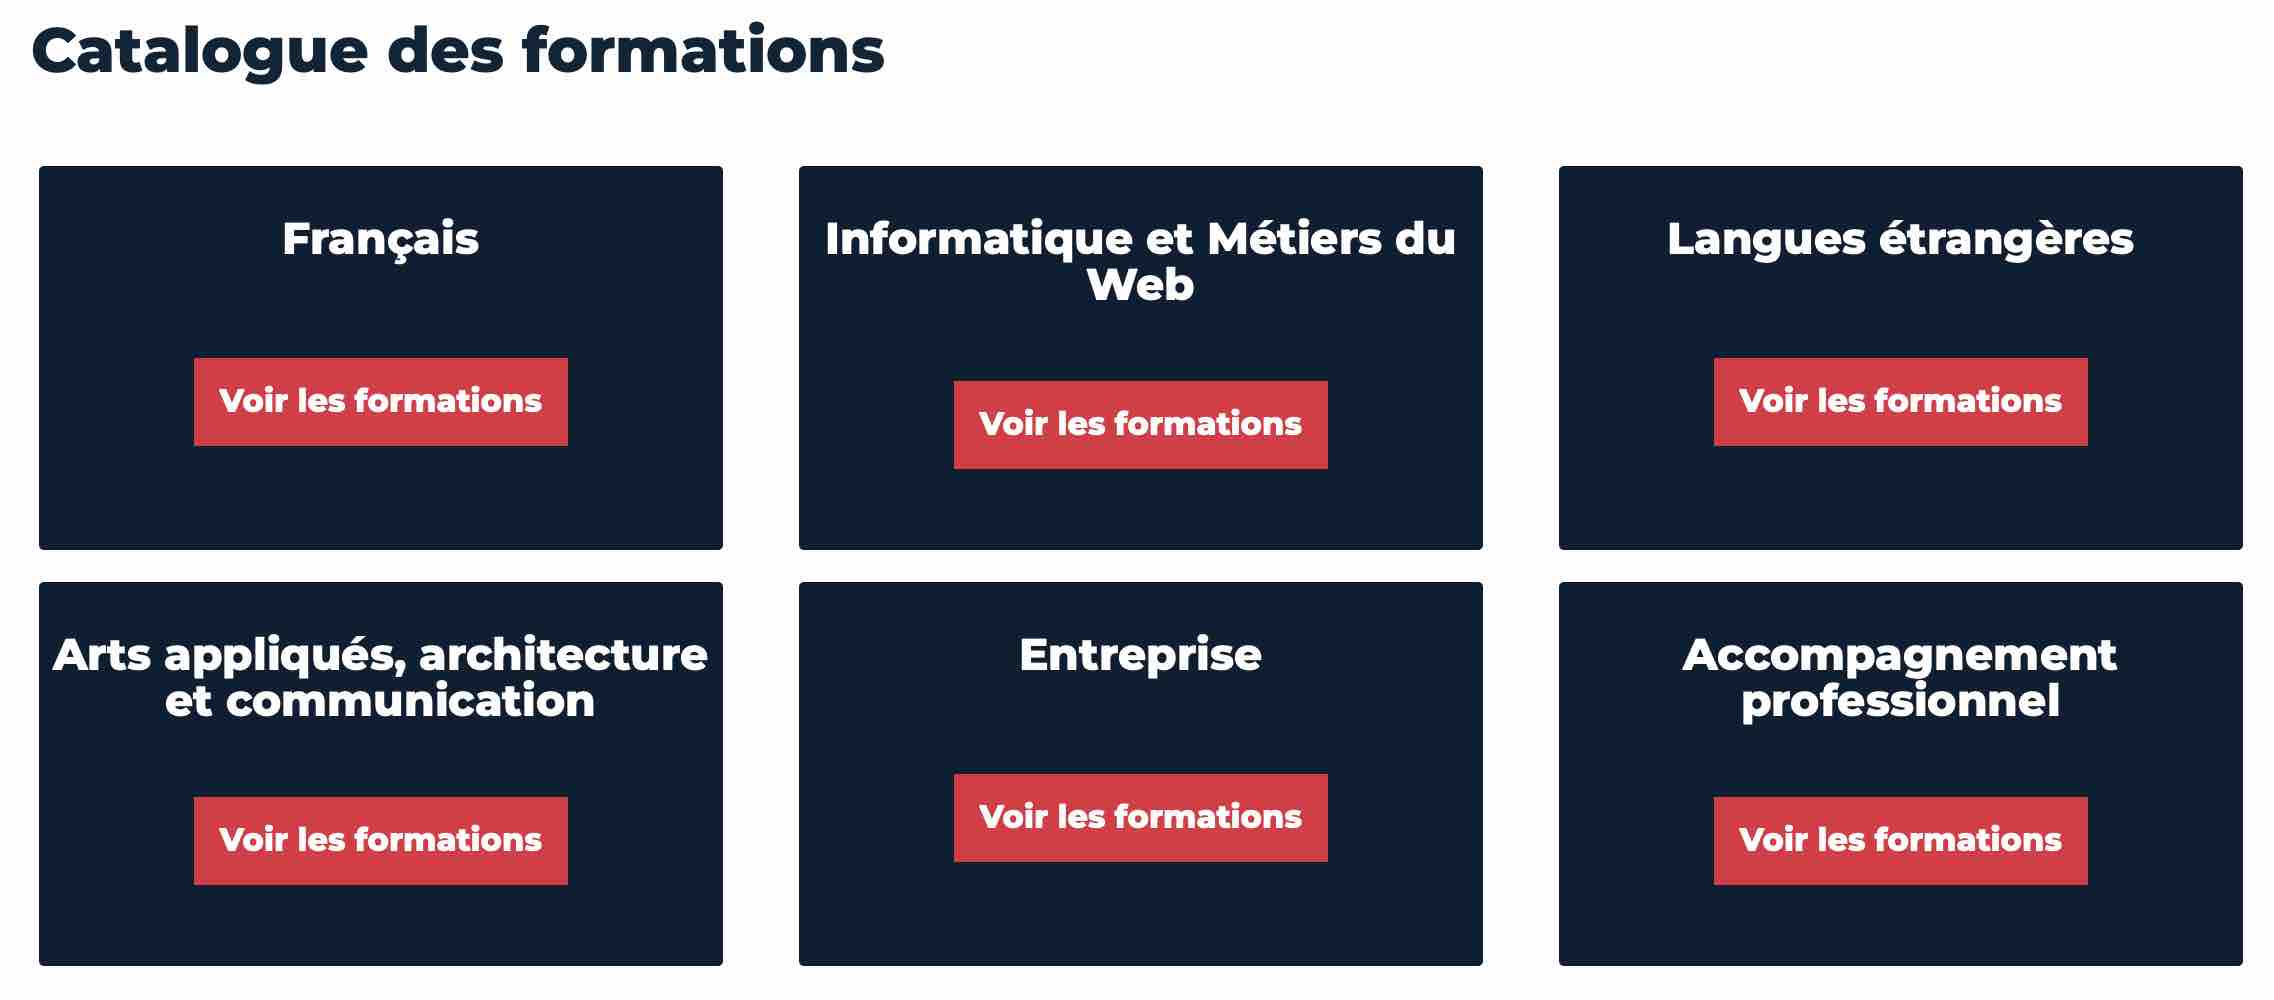 Catalogue des formations
Français
Voir les formations
Informatique et Métiers du
Web
Voir les formations
Langues étrangères
Voir les formations
Arts appliqués, architecture
et communication
Voir les formations
Entreprise
Voir les formations
Accompagnement
professionnel
Voir les formations